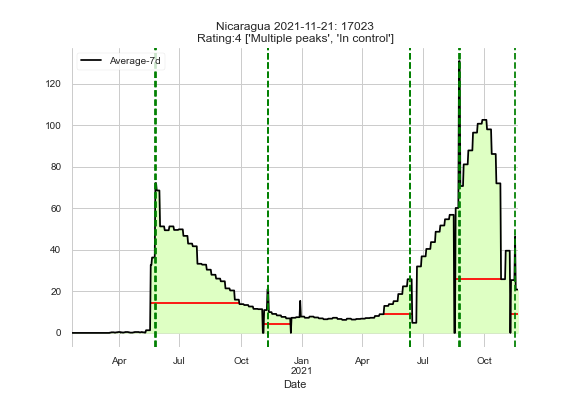 Nicaragua 2021-11-21: 17023
Rating:4 ['Multiple peaks', 'In control']
Average-7d
120
100
80
60
40
20
0
Apr Jul Oct Jan Apr Jul Oct
2021
Date